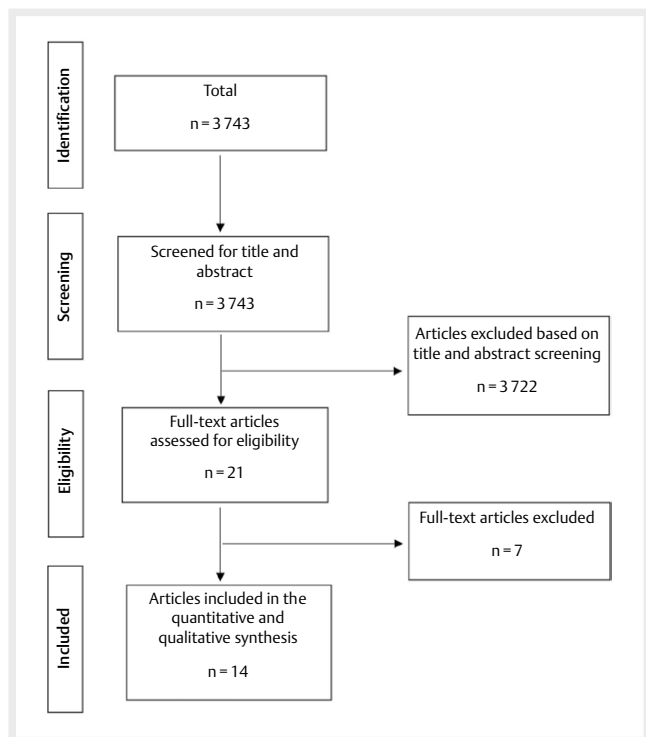 Identification
Total
n = 3 743
Screening
Screened for title and
abstract
n = 3 743
Articles excluded based on
title and abstract screening
n = 3 722
Eligibility
Full-text articles
assessed for eligibility
n = 21
Full-text articles excluded
n = 7
Included
Articles included in the
quantitative and
qualitative synthesis
n = 14